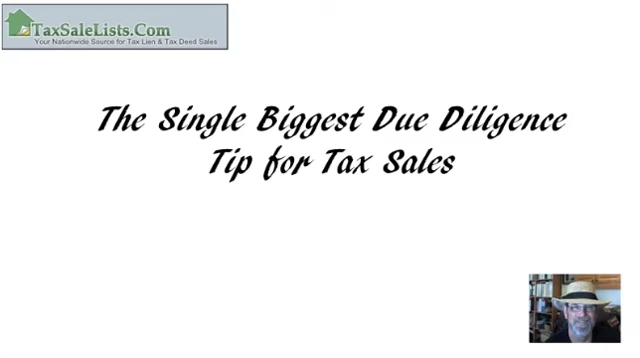 TaxSaleLists.Com
Your Nationwide Source for Tax Lien & Tax Deed Sales
The Single Biggest Due Diligence
Tip for Tax Sales